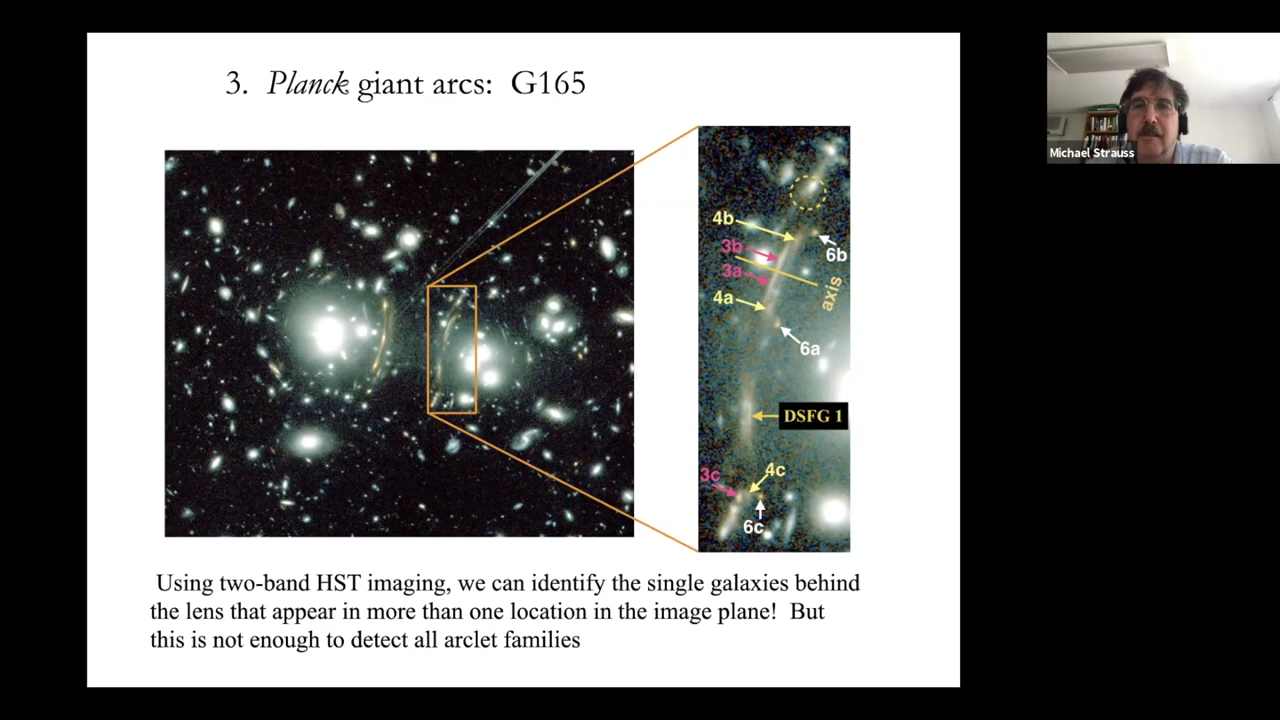 3. Planck giant arcs: G165
Michael Strauss
4b
3b
6b
3a
axis
4a
6a
DSFG 1
3c
4c
6c
Using two-band HST imaging, we can identify the single galaxies behind
the lens that appear in more than one location in the image plane! But
this is not enough to detect all arclet families